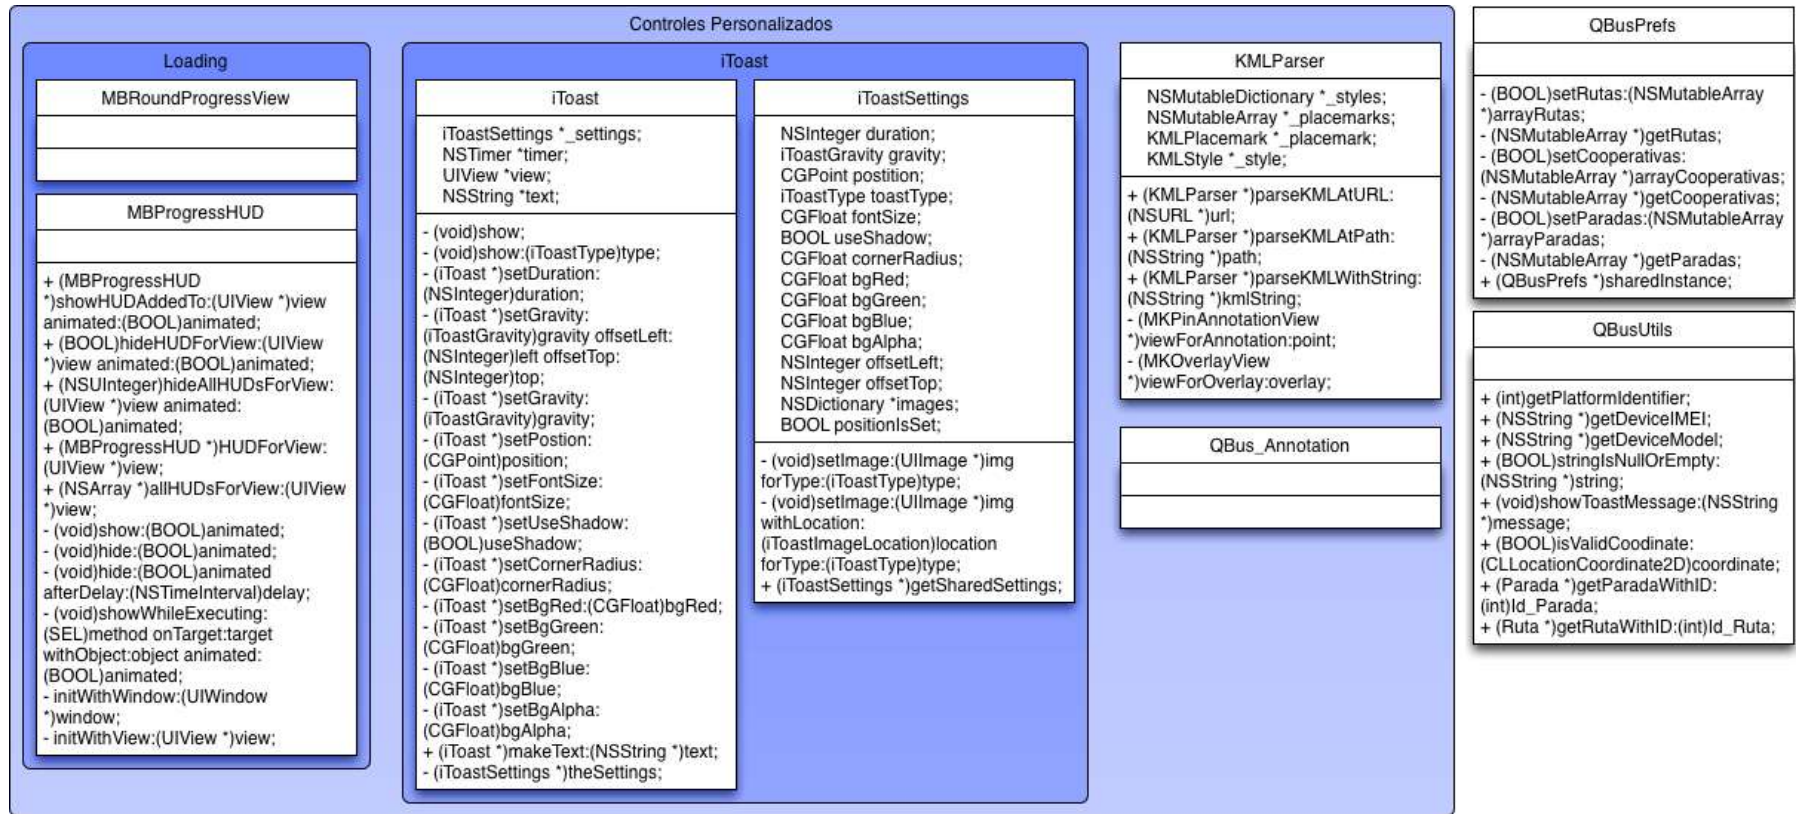 Controles Personalizados
Loading
MBRoundProgressView
MBProgressHUD
+ (MBProgressHUD
*)showHUDAddedTo:(UIView *)view
animated:(BOOL)animated;
+ (BOOL)hideHUDForView:(UIView
*)view animated:(BOOL)animated;
+ (NSUInteger)hideAllHUDsForView:
(UIView *)view animated:
(BOOL)animated;
+ (MBProgressHUD *)HUDForView:
(UIView *)view;
+ (NSArray *)allHUDsForView:(UIView
*)view;
- (void)show:(BOOL)animated;
- (void)hide:(BOOL)animated;
- (void)hide:(BOOL)animated
afterDelay:(NSTimeInterval)delay;
- (void)showWhileExecuting:
(SEL)method onTarget:target
withObject:object animated:
(BOOL)animated;
- initWithWindow:(UIWindow
*)window;
- initWithView:(UIView *)view;
iToast
iToast
iToastSettings *_settings;
NSTimer *timer;
UIView *view;
NSString *text;
- (void)show;
- (void)show:(iToastType)type;
- (iToast *)setDuration:
(NSInteger)duration;
- (iToast *)setGravity:
(iToastGravity)gravity offsetLeft:
(NSInteger)left offsetTop:
(NSInteger)top;
- (iToast *)setGravity:
(iToastGravity)gravity;
- (iToast *)setPostion:
(CGPoint)position;
- (iToast *)setFontSize:
(CGFloat)fontSize;
- (iToast *)setUseShadow:
(BOOL)useShadow;
- (iToast *)setCornerRadius:
(CGFloat)cornerRadius;
- (iToast *)setBgRed:(CGFloat)bgRed;
- (iToast *)setBgGreen:
(CGFloat)bgGreen;
- (iToast *)setBgBlue:
(CGFloat)bgBlue;
- (iToast *)setBgAlpha:
(CGFloat)bgAlpha;
+ (iToast *)makeText:(NSString *)text;
- (iToastSettings *)theSettings;
iToastSettings
NSInteger duration;
iToastGravity gravity;
CGPoint postition;
iToastType toastType;
CGFloat fontSize;
BOOL useShadow;
CGFloat cornerRadius;
CGFloat bgRed;
CGFloat bgGreen;
CGFloat bgBlue;
CGFloat bgAlpha;
NSInteger offsetLeft;
NSInteger offsetTop;
NSDictionary *images;
BOOL positionIsSet;
- (void)setImage:(UIImage *)img
forType:(iToastType)type;
- (void)setImage:(UIImage *)img
withLocation:
(iToastImageLocation)location
forType:(iToastType)type;
+ (iToastSettings *)getSharedSettings;
KMLParser
NSMutableDictionary *_styles;
NSMutableArray *_placemarks;
KMLPlacemark *_placemark;
KMLStyle *_style;
+ (KMLParser *)parseKMLAtURL:
(NSURL *)url;
+ (KMLParser *)parseKMLAtPath:
(NSString *)path;
+ (KMLParser *)parseKMLWithString:
(NSString *)kmlString;
- (MKPinAnnotationView
*)viewForAnnotation:point;
- (MKOverlayView
*)viewForOverlay:overlay;
QBus_Annotation
QBusPrefs
- (BOOL)setRutas:(NSMutableArray
*)arrayRutas;
- (NSMutableArray *)getRutas;
- (BOOL)setCooperativas:
(NSMutableArray *)arrayCooperativas;
- (NSMutableArray *)getCooperativas;
- (BOOL)setParadas:(NSMutableArray
*)arrayParadas;
- (NSMutableArray *)getParadas;
+ (QBusPrefs *)sharedInstance;
QBusUtils
+ (int)getPlatformIdentifier;
+ (NSString *)getDeviceIMEI;
+ (NSString *)getDeviceModel;
+ (BOOL)stringIsNullOrEmpty:
(NSString *)string;
+ (void)showToastMessage:(NSString
*)message;
+ (BOOL)isValidCoodinate:
(CLLocationCoordinate2D)coordinate;
+ (Parada *)getParadaWithID:
(int)Id_Parada;
+ (Ruta *)getRutaWithID:(int)Id_Ruta;